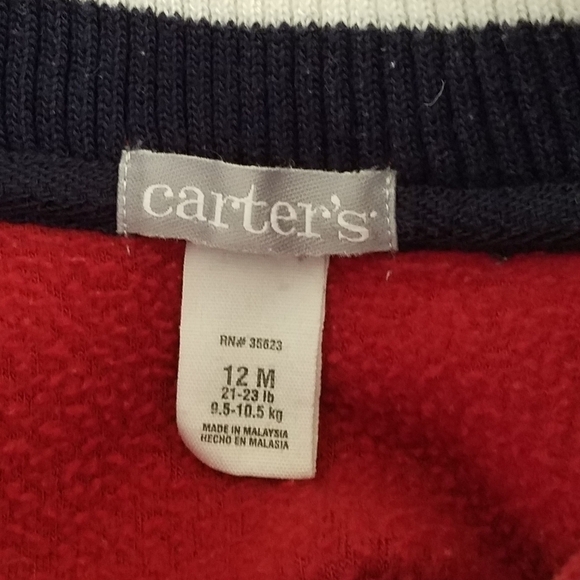 carter's
RN# 35623
12 M
21-23 lb
9.5-10.5 kg
MADE IN MALAYSIA
HECHO EN MALASIA